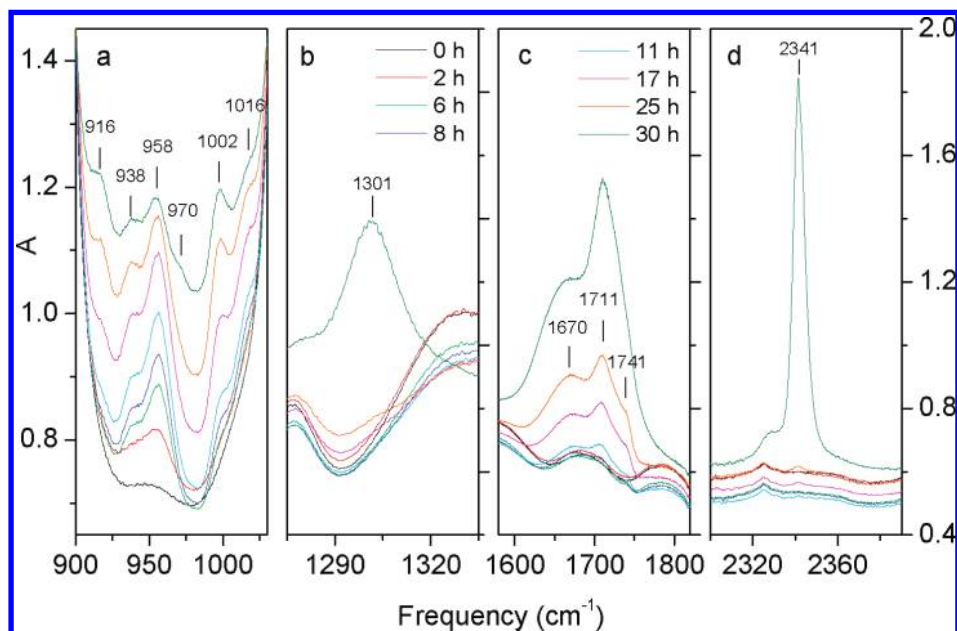 a
b
c
d
0 h
2 h
6 h
8 h
11 h
17 h
25 h
30 h
916
938
958
970
1002
1016
1301
1670
1711
1741
2341
A
1.4
1.2
1.0
0.8
2.0
1.6
1.2
0.8
0.4
900 950 1000 1290 1320 1600 1700 1800 2320 2360
Frequency (cm⁻¹)